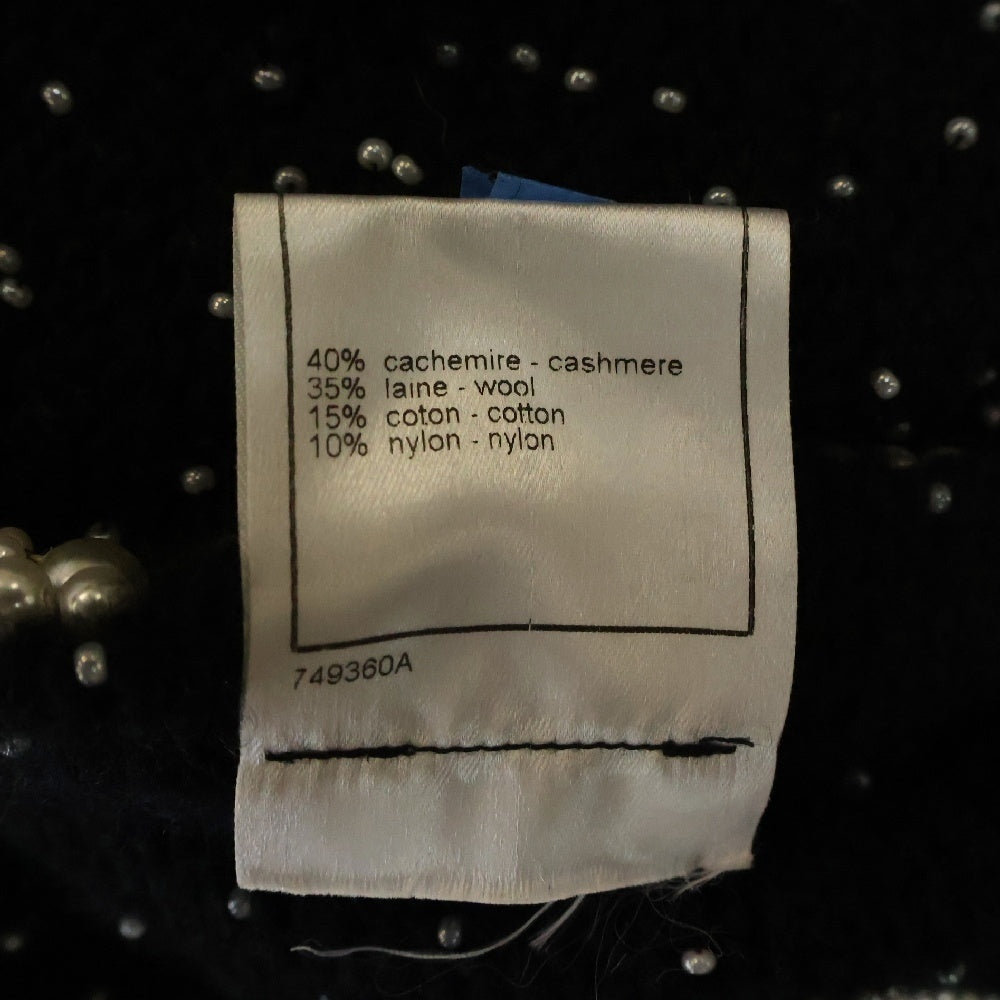 40% cachemire - cashmere
35% laine - wool
15% coton - cotton
10% nylon - nylon
749360A